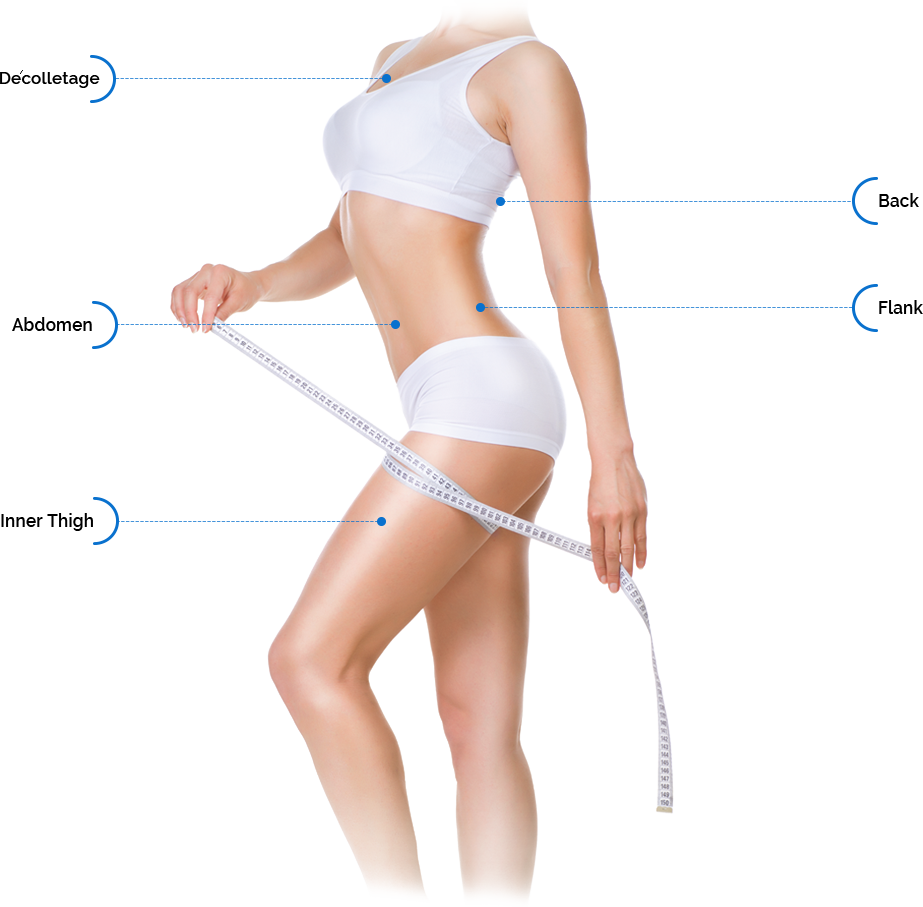 Décolletage
Back
Flank
Abdomen
Inner Thigh